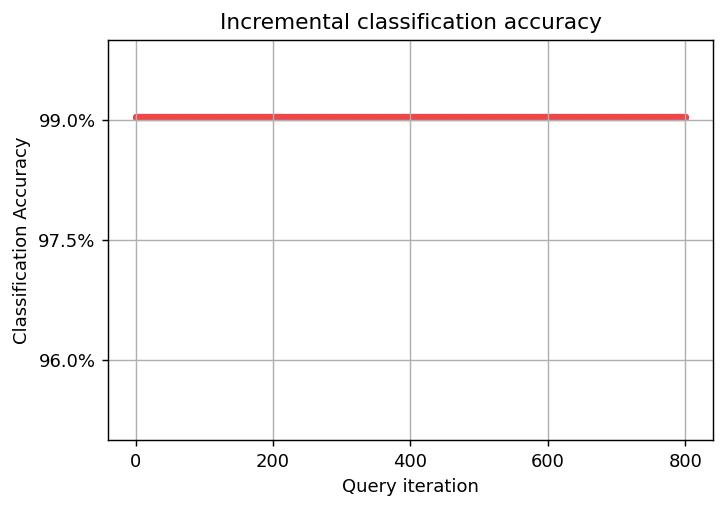 Incremental classification accuracy
99.0%
97.5%
96.0%
Classification Accuracy
0 200 400 600 800
Query iteration